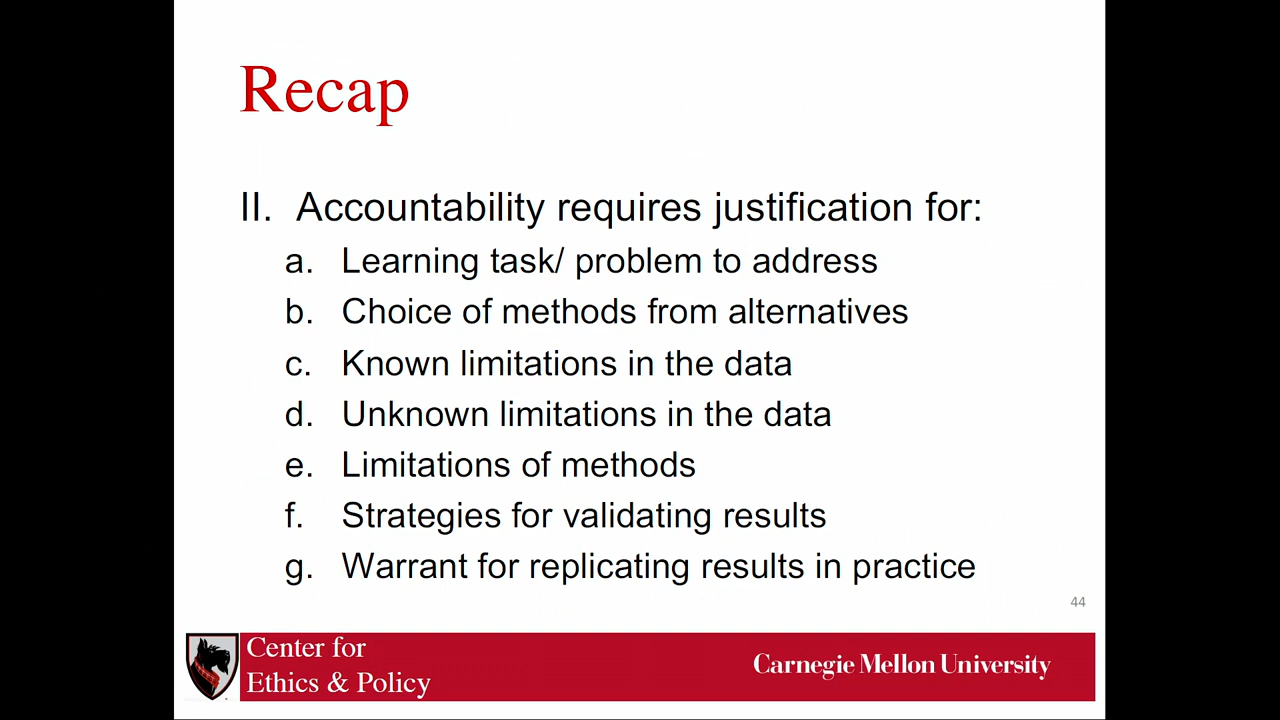 Recap
II. Accountability requires justification for:
a. Learning task/ problem to address
b. Choice of methods from alternatives
c. Known limitations in the data
d. Unknown limitations in the data
e. Limitations of methods
f. Strategies for validating results
g. Warrant for replicating results in practice
44
Center for
Ethics & Policy
Carnegie Mellon University